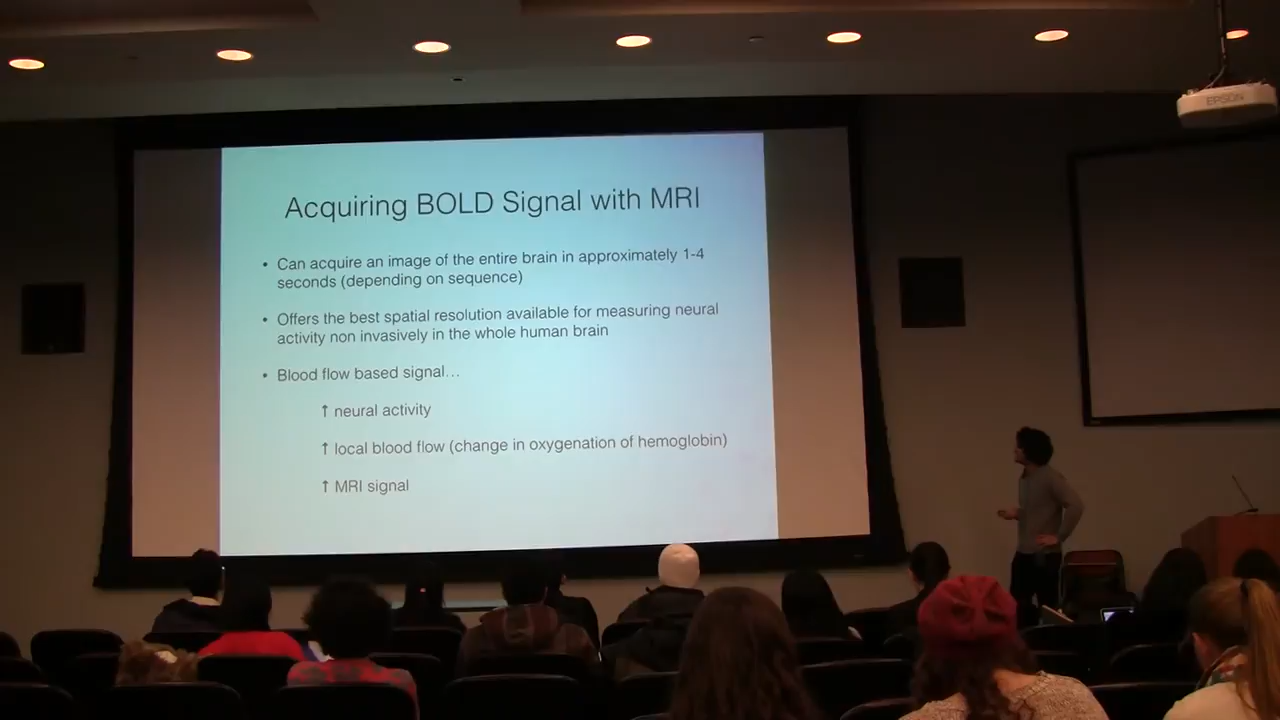 Acquiring BOLD Signal with MRI
• Can acquire an image of the entire brain in approximately 1-4
seconds (depending on sequence)
• Offers the best spatial resolution available for measuring neural
activity non invasively in the whole human brain
• Blood flow based signal…
↑ neural activity
↑ local blood flow (change in oxygenation of hemoglobin)
↑ MRI signal
EPSON